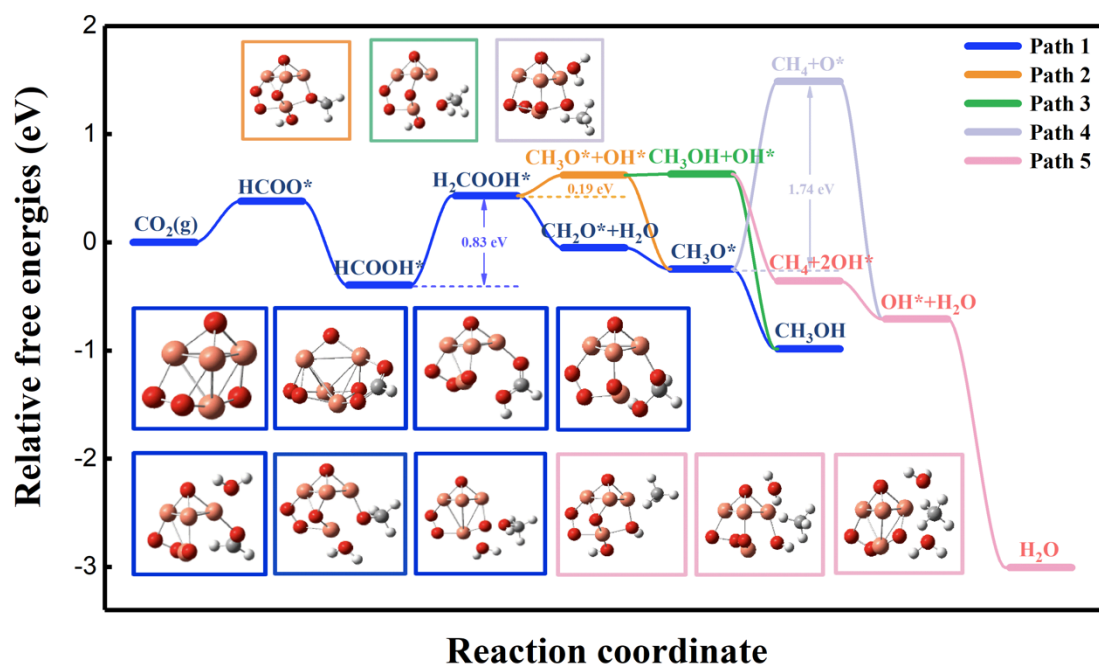 Relative free energies (eV)
2
1
0
-1
-2
-3
Path 1
Path 2
Path 3
Path 4
Path 5
CO₂(g)
HCOO*
HCOOH*
H₂COOH*
0.83 eV
CH₃O*+OH*
0.19 eV
CH₂O*+H₂O
CH₃OH+OH*
CH₃O*
CH₄+O*
1.74 eV
CH₄+2OH*
CH₃OH
OH*+H₂O
H₂O
Reaction coordinate